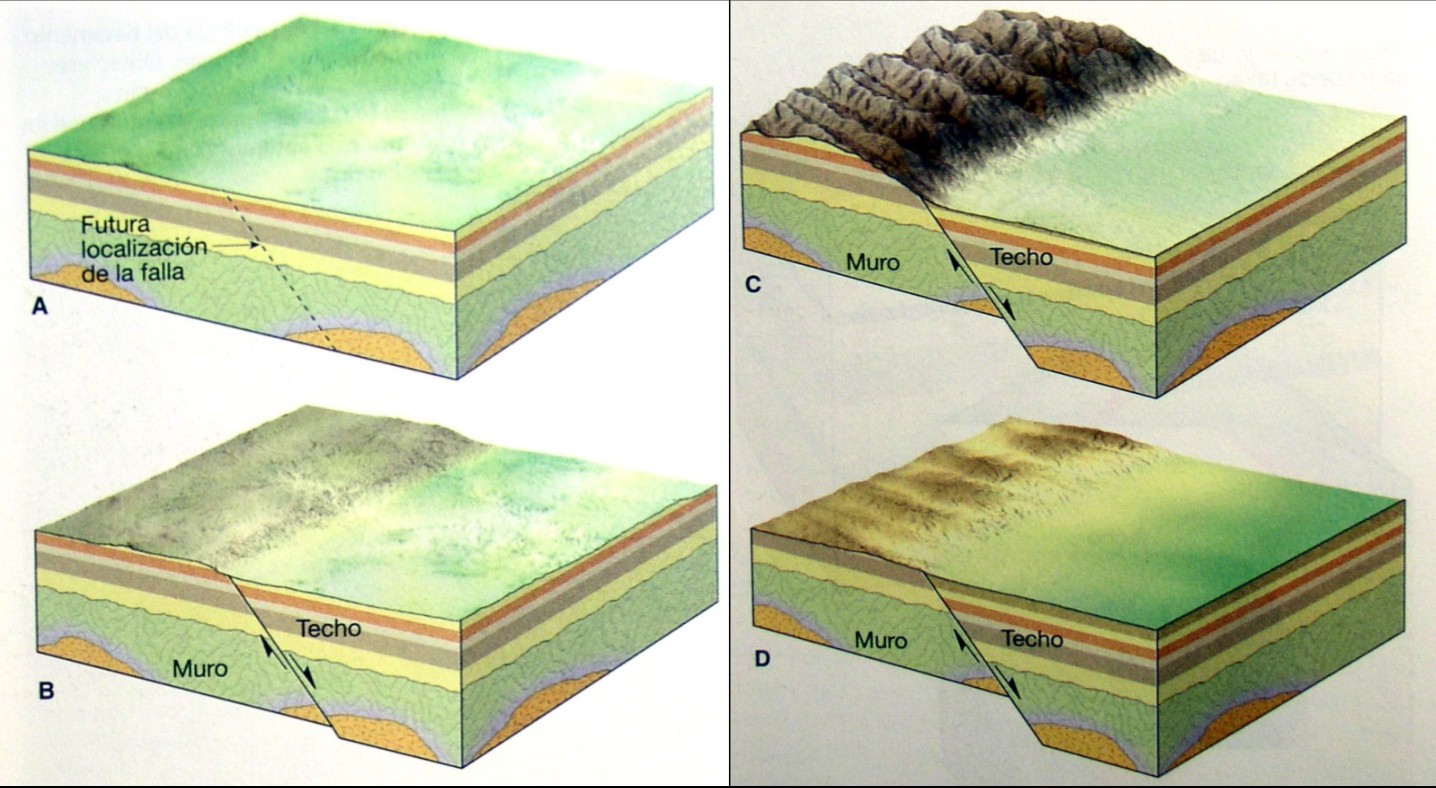 Futura
localización
de la falla
A
Techo
Muro
B
Techo
Muro
C
Techo
Muro
D